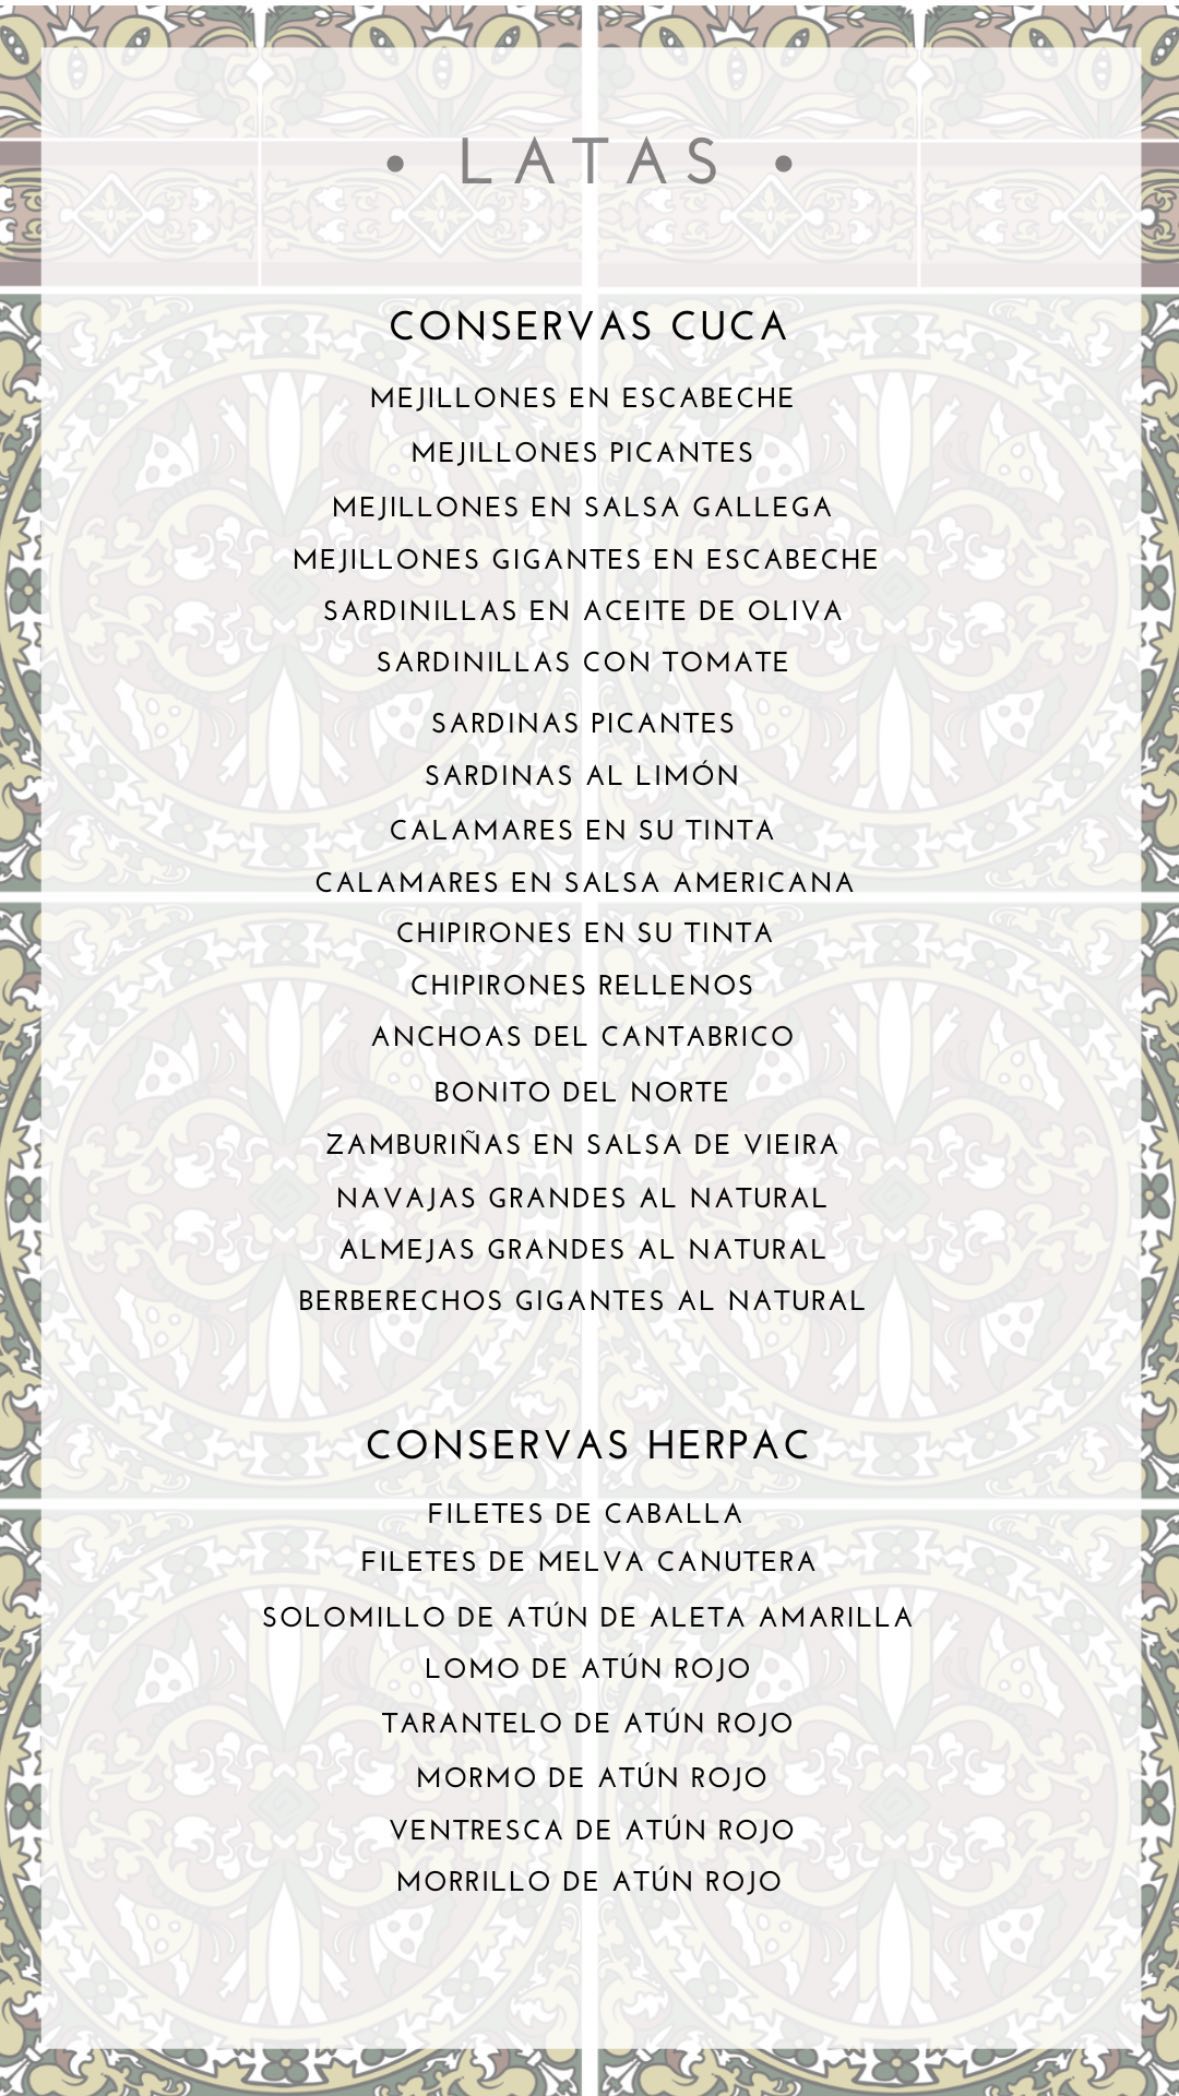 • LATAS •
CONSERVAS CUCA
MEJILLONES EN ESCABECHE
MEJILLONES PICANTES
MEJILLONES EN SALSA GALLEGA
MEJILLONES GIGANTES EN ESCABECHE
SARDINILLAS EN ACEITE DE OLIVA
SARDINILLAS CON TOMATE
SARDINAS PICANTES
SARDINAS AL LIMÓN
CALAMARES EN SU TINTA
CALAMARES EN SALSA AMERICANA
CHIPIRONES EN SU TINTA
CHIPIRONES RELLENOS
ANCHOAS DEL CANTABRICO
BONITO DEL NORTE
ZAMBURIÑAS EN SALSA DE VIEIRA
NAVAJAS GRANDES AL NATURAL
ALMEJAS GRANDES AL NATURAL
BERBERECHOS GIGANTES AL NATURAL
CONSERVAS HERPAC
FILETES DE CABALLA
FILETES DE MELVA CANUTERA
SOLOMILLO DE ATÚN DE ALETA AMARILLA
LOMO DE ATÚN ROJO
TARANTELO DE ATÚN ROJO
MORMO DE ATÚN ROJO
VENTRESCA DE ATÚN ROJO
MORRILLO DE ATÚN ROJO